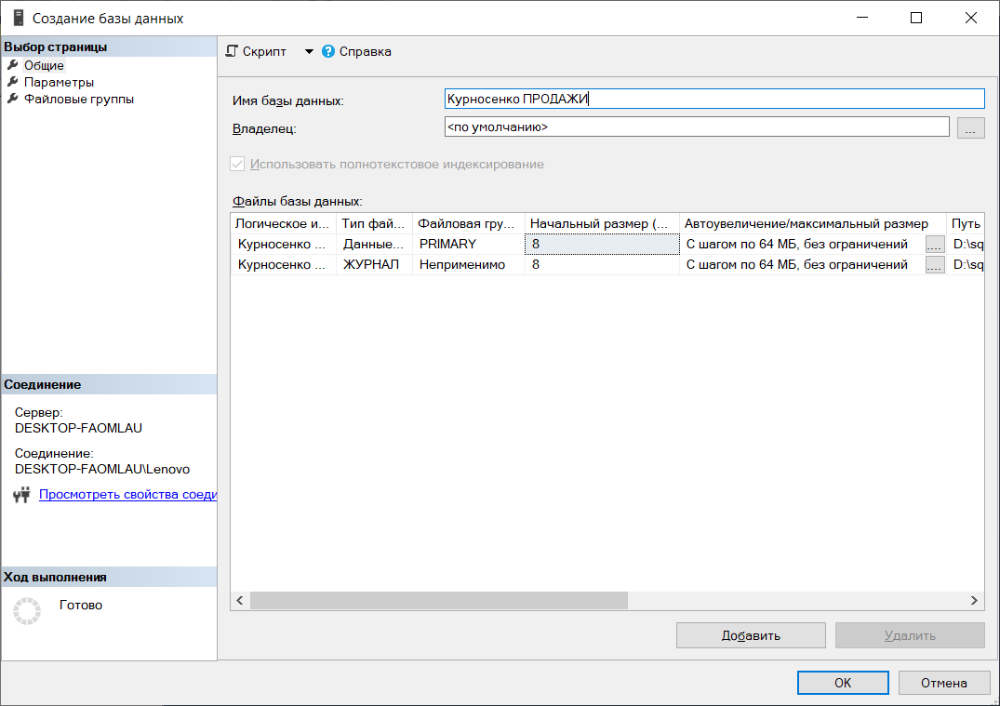 Создание базы данных
Выбор страницы
Общие
Параметры
Файловые группы
Скрипт
Справка
Имя базы данных:
Курносенко ПРОДАЖИ
Владелец:
<по умолчанию>
...
Использовать полнотекстовое индексирование
Файлы базы данных:
Логическое и... Тип фай... Файловая гру... Начальный размер (... Автоувеличение/максимальный размер Путь
Курносенко ... Данные... PRIMARY 8 С шагом по 64 МБ, без ограничений .... D:\sq
Курносенко ... ЖУРНАЛ Неприменимо 8 С шагом по 64 МБ, без ограничений .... D:\sq
Соединение
Сервер:
DESKTOP-FAOMLAU
Соединение:
DESKTOP-FAOMLAU\Lenovo
Просмотреть свойства соеди
Ход выполнения
Готово
Добавить
Удалить
ОК
Отмена